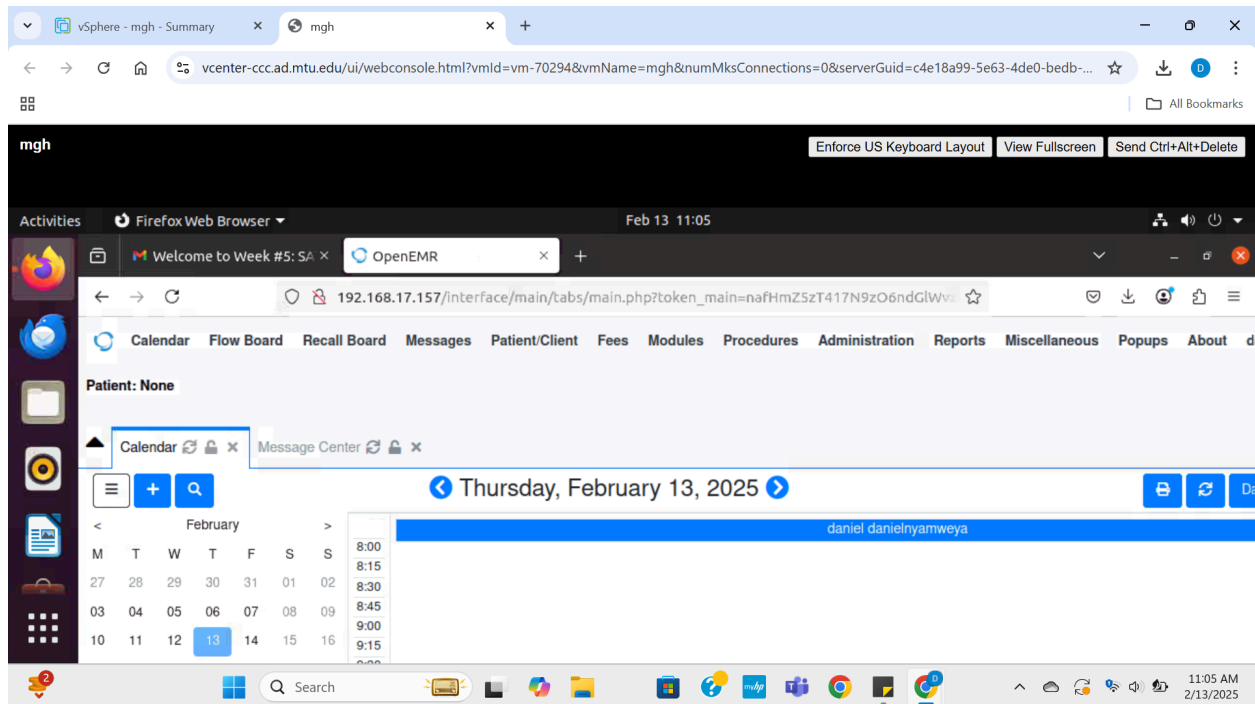 vSphere - mgh - Summary
mgh
vcenter-ccc.ad.mtu.edu/ui/webconsole.html?vmId=vm-70294&vmName=mgh&numMksConnections=0&serverGuid=c4e18a99-5e63-4de0-bedb-...
D
All Bookmarks
mgh
Enforce US Keyboard Layout View Fullscreen Send Ctrl+Alt+Delete
Activities Firefox Web Browser Feb 13 11:05
Welcome to Week #5: SA OpenEMR
192.168.17.157/interface/main/tabs/main.php?token_main=nafHmZ5zT417N9zO6ndGlWv
Calendar Flow Board Recall Board Messages Patient/Client Fees Modules Procedures Administration Reports Miscellaneous Popups About d
Patient: None
Calendar Message Center
Thursday, February 13, 2025 Da
< February >
daniel danielnyamweya
M T W T F S S
8:00
8:15
27 28 29 30 31 01 02
8:30
03 04 05 06 07 08 09
8:45
9:00
10 11 12 13 14 15 16
9:15
2
Search
myhp
D
11:05 AM
2/13/2025